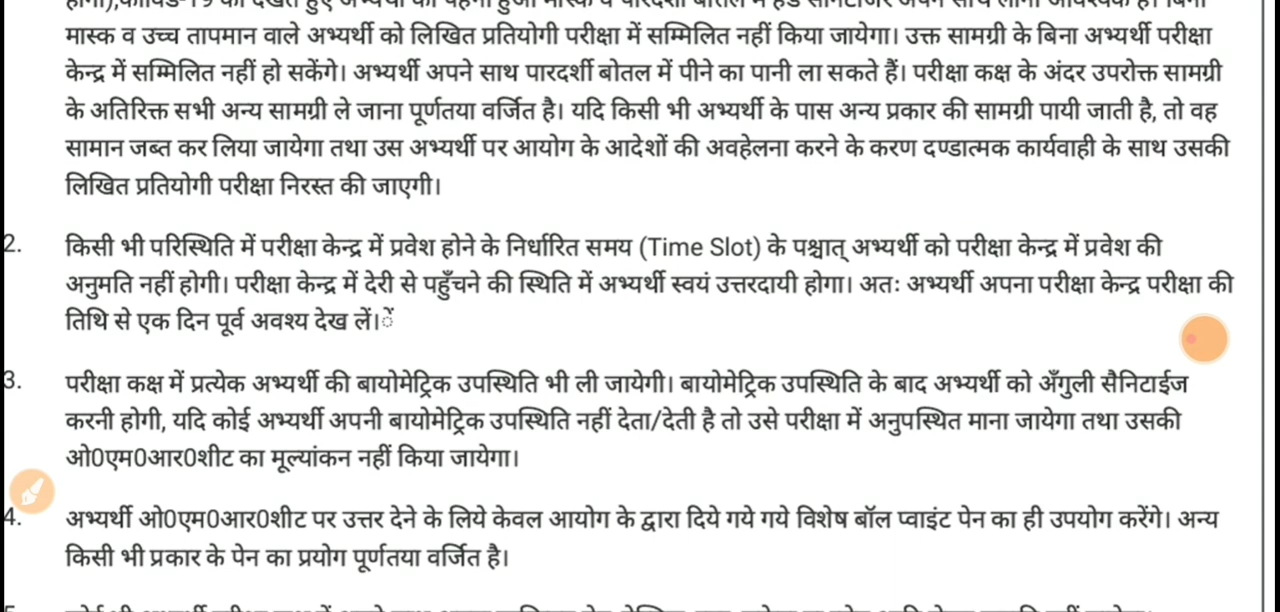 मास्क व उच्च तापमान वाले अभ्यर्थी को लिखित प्रतियोगी परीक्षा में सम्मिलित नहीं किया जायेगा। उक्त सामग्री के बिना अभ्यर्थी परीक्षा
केन्द्र में सम्मिलित नहीं हो सकेंगे। अभ्यर्थी अपने साथ पारदर्शी बोतल में पीने का पानी ला सकते हैं। परीक्षा कक्ष के अंदर उपरोक्त सामग्री
के अतिरिक्त सभी अन्य सामग्री ले जाना पूर्णतया वर्जित है। यदि किसी भी अभ्यर्थी के पास अन्य प्रकार की सामग्री पायी जाती है, तो वह
सामान जब्त कर लिया जायेगा तथा उस अभ्यर्थी पर आयोग के आदेशों की अवहेलना करने के करण दण्डात्मक कार्यवाही के साथ उसकी
लिखित प्रतियोगी परीक्षा निरस्त की जाएगी।
2. किसी भी परिस्थिति में परीक्षा केन्द्र में प्रवेश होने के निर्धारित समय (Time Slot) के पश्चात् अभ्यर्थी को परीक्षा केन्द्र में प्रवेश की
अनुमति नहीं होगी। परीक्षा केन्द्र में देरी से पहुँचने की स्थिति में अभ्यर्थी स्वयं उत्तरदायी होगा। अतः अभ्यर्थी अपना परीक्षा केन्द्र परीक्षा की
तिथि से एक दिन पूर्व अवश्य देख लें।ें
3. परीक्षा कक्ष में प्रत्येक अभ्यर्थी की बायोमेट्रिक उपस्थिति भी ली जायेगी। बायोमेट्रिक उपस्थिति के बाद अभ्यर्थी को अँगुली सैनिटाईज
करनी होगी, यदि कोई अभ्यर्थी अपनी बायोमेट्रिक उपस्थिति नहीं देता/देती है तो उसे परीक्षा में अनुपस्थित माना जायेगा तथा उसकी
ओ0एम0आर0शीट का मूल्यांकन नहीं किया जायेगा।
4. अभ्यर्थी ओ0एम0आर0शीट पर उत्तर देने के लिये केवल आयोग के द्वारा दिये गये गये विशेष बॉल प्वाइंट पेन का ही उपयोग करेंगे। अन्य
किसी भी प्रकार के पेन का प्रयोग पूर्णतया वर्जित है।